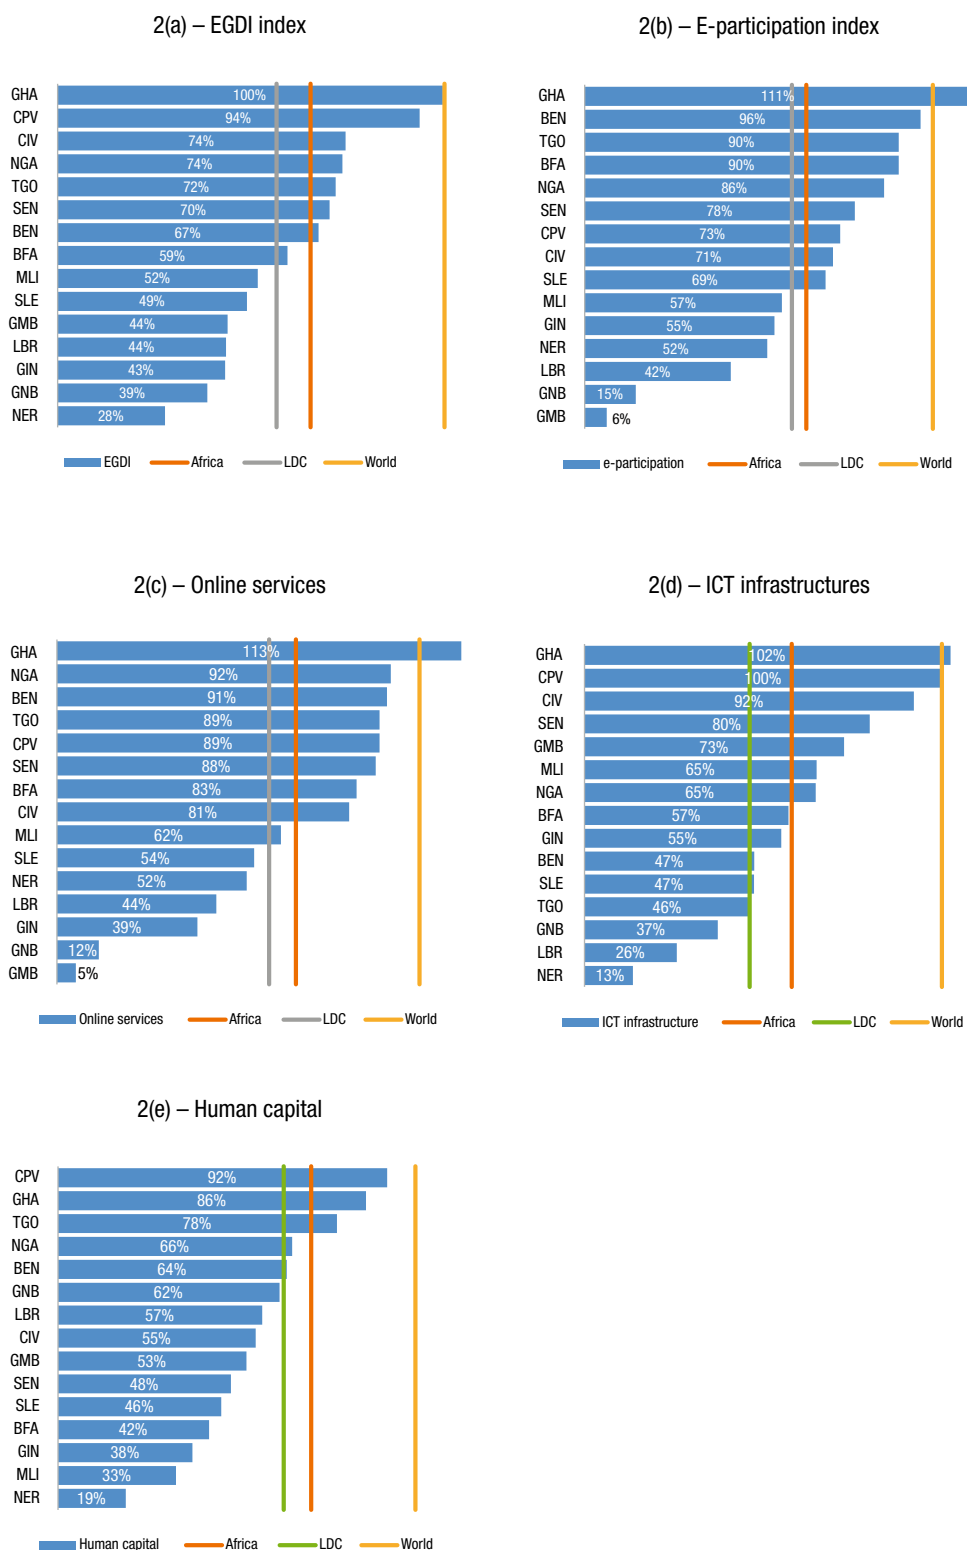 2(a) – EGDI index
GHA 100%
CPV 94%
CIV 74%
NGA 74%
TGO 72%
SEN 70%
BEN 67%
BFA 59%
MLI 52%
SLE 49%
GMB 44%
LBR 44%
GIN 43%
GNB 39%
NER 28%
EGDI Africa LDC World
2(b) – E-participation index
GHA 111%
BEN 96%
TGO 90%
BFA 90%
NGA 86%
SEN 78%
CPV 73%
CIV 71%
SLE 69%
MLI 57%
GIN 55%
NER 52%
LBR 42%
GNB 15%
GMB 6%
e-participation Africa LDC World
2(c) – Online services
GHA 113%
NGA 92%
BEN 91%
TGO 89%
CPV 89%
SEN 88%
BFA 83%
CIV 81%
MLI 62%
SLE 54%
NER 52%
LBR 44%
GIN 39%
GNB 12%
GMB 5%
Online services Africa LDC World
2(d) – ICT infrastructures
GHA 102%
CPV 100%
CIV 92%
SEN 80%
GMB 73%
MLI 65%
NGA 65%
BFA 57%
GIN 55%
BEN 47%
SLE 47%
TGO 46%
GNB 37%
LBR 26%
NER 13%
ICT infrastructure Africa LDC World
2(e) – Human capital
CPV 92%
GHA 86%
TGO 78%
NGA 66%
BEN 64%
GNB 62%
LBR 57%
CIV 55%
GMB 53%
SEN 48%
SLE 46%
BFA 42%
GIN 38%
MLI 33%
NER 19%
Human capital Africa LDC World